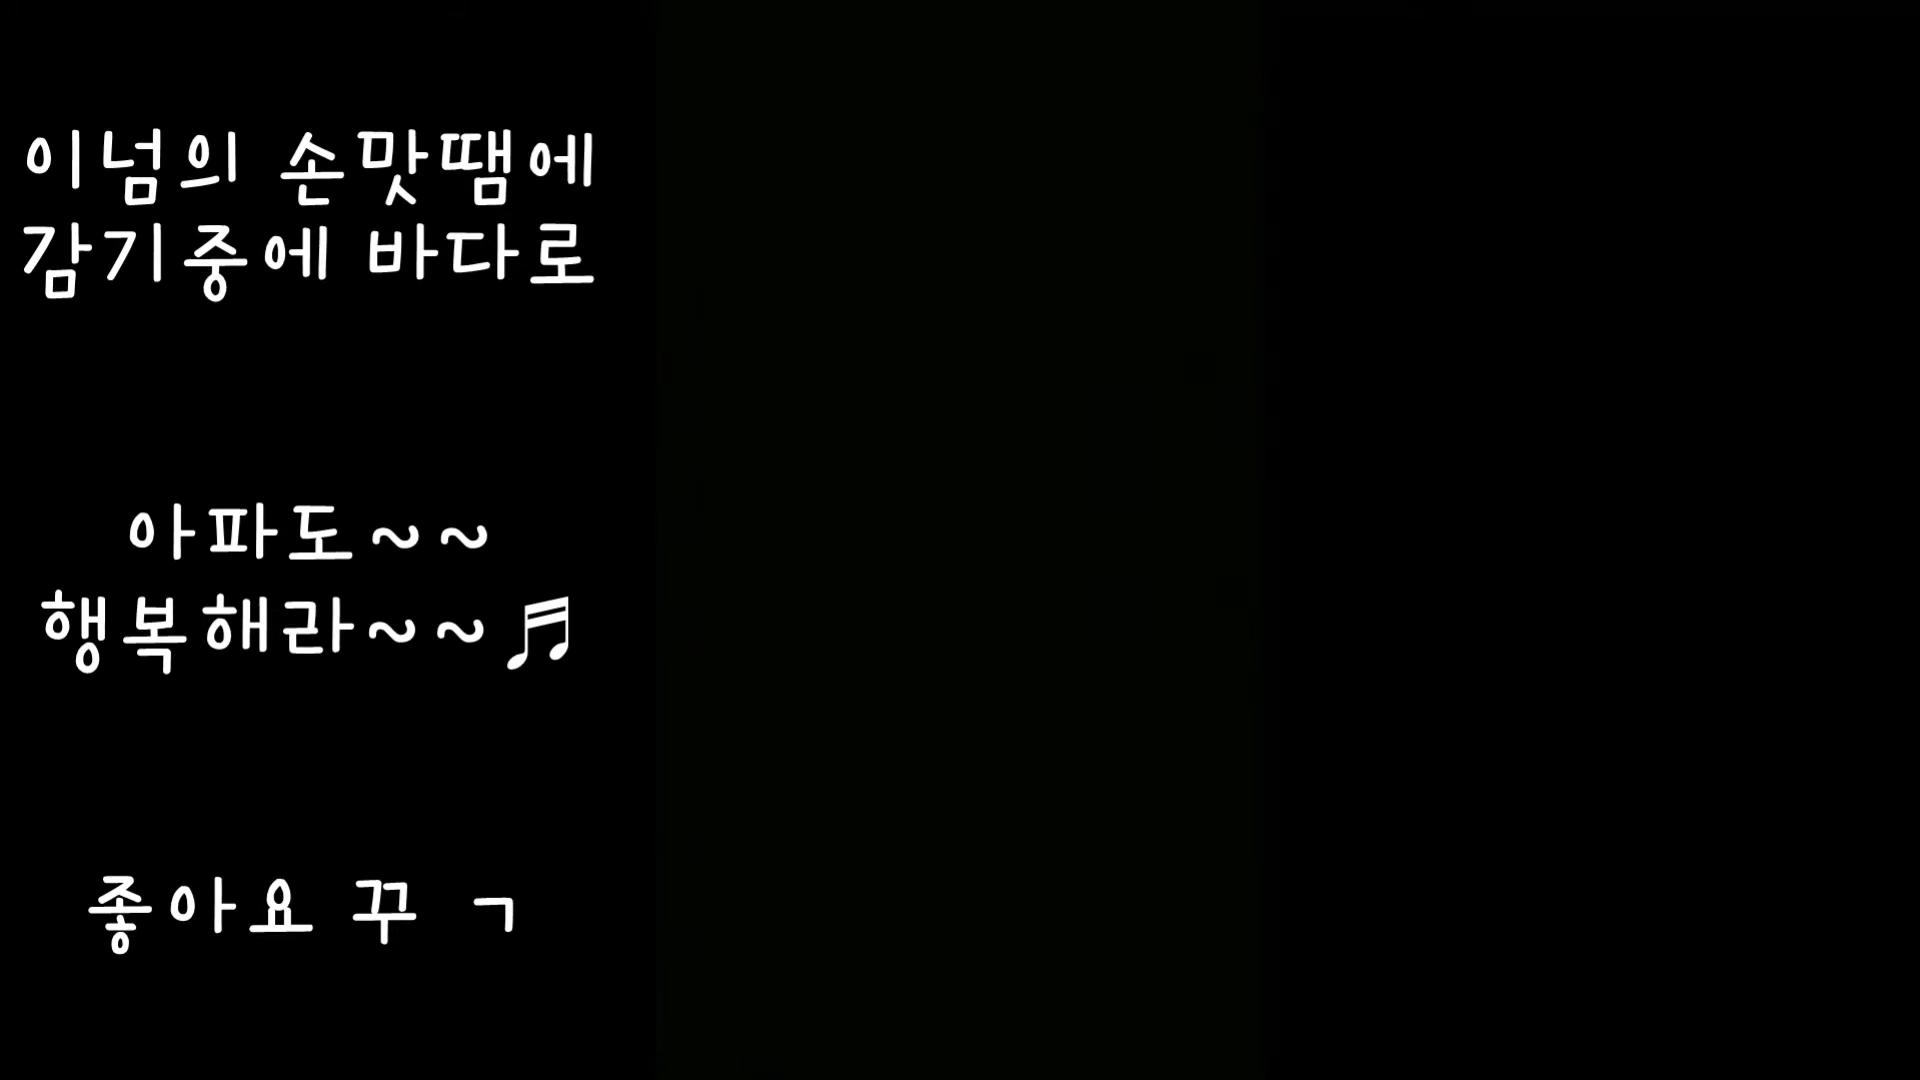 이넘의 손맛땜에
감기중에 바다로
아파도~~
행복해라~~♬
좋아요 꾸 ㄱ